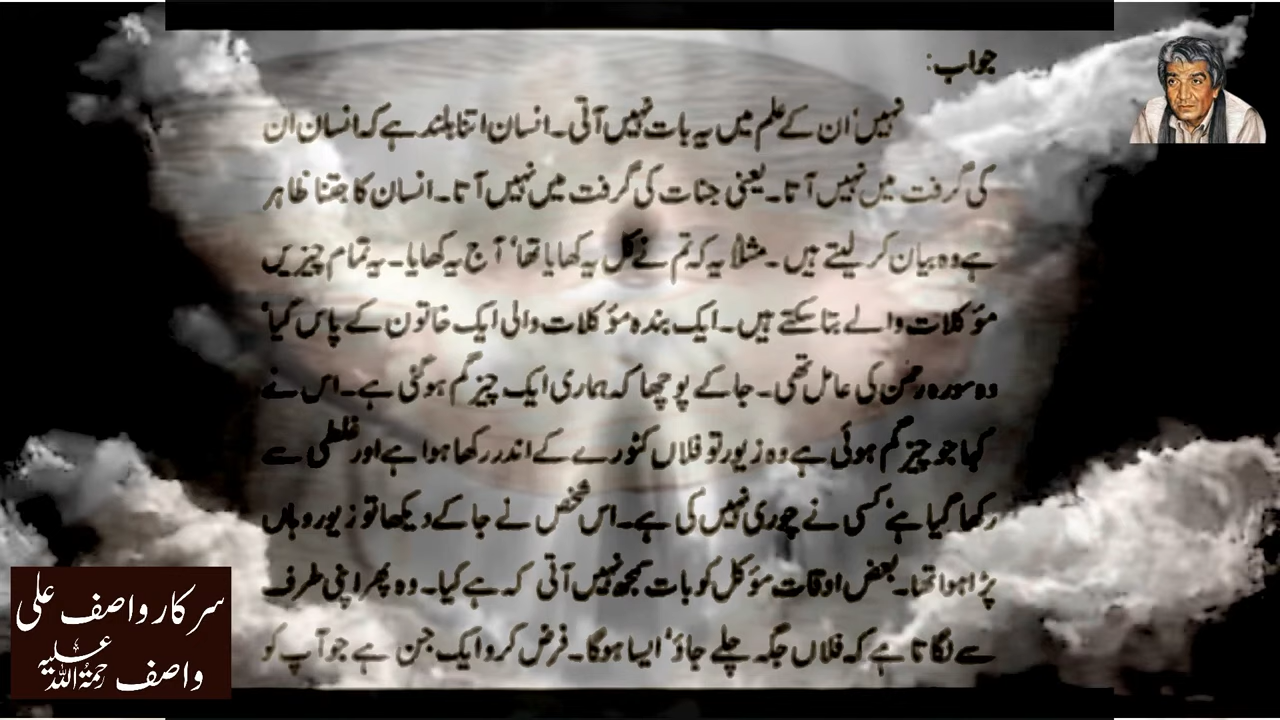 جواب:
نہیں‘ ان کے علم میں یہ بات نہیں آتی۔ انسان اتنا بلند ہے کہ انسان ان
کی گرفت میں نہیں آتا۔ یعنی جنات کی گرفت میں نہیں آتا۔ انسان کا جتنا ظاہر
ہے وہ بیان کر لیتے ہیں۔ مثلاً یہ کہ تم نے کل یہ کھایا تھا‘ آج یہ کھایا۔ یہ تمام چیزیں
مؤکلات والے بتا سکتے ہیں۔ ایک بندہ مؤکلات والی ایک خاتون کے پاس گیا‘
وہ سورہ رحمٰن کی عامل تھی۔ جا کے پوچھا کہ ہماری ایک چیز گم ہو گئی ہے۔ اس نے
کہا جو چیز گم ہوئی ہے وہ زیور تو فلاں کٹورے کے اندر رکھا ہوا ہے اور غلطی سے
رکھا گیا ہے‘ کسی نے چوری نہیں کی ہے۔ اس شخص نے جا کے دیکھا تو زیور وہاں
پڑا ہوا تھا۔ بعض اوقات مؤکل کو بات سمجھ نہیں آتی کہ ہے کیا۔ وہ پھر اپنی طرف
سے لگاتا ہے کہ فلاں جگہ چلے جاؤ‘ ایسا ہوگا۔ فرض کرو ایک جن ہے جو آپ کو
سرکار واصف علی
واصف رحمۃ اللہ علیہ